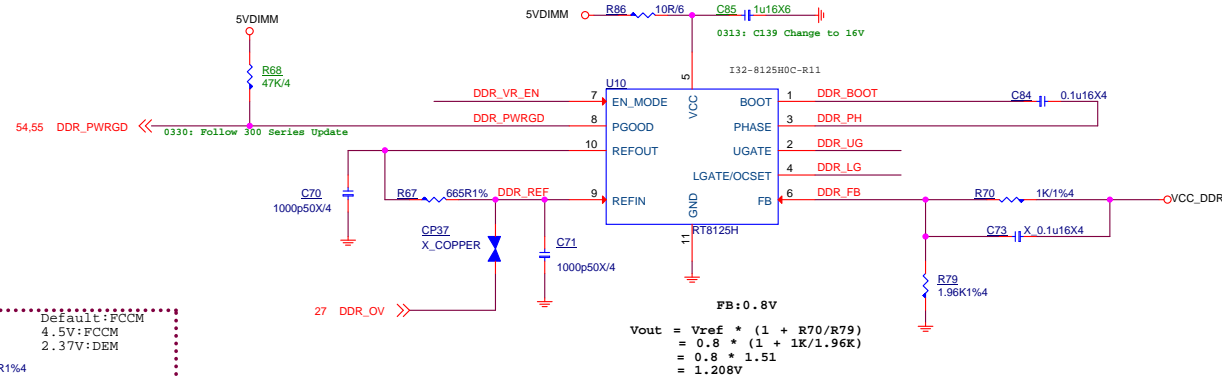 5VDIMM
R68
47K/4
54,55 DDR_PWRGD
0330: Follow 300 Series Update
5VDIMM
R86 10R/6
C85 1u16X6
0313: C139 Change to 16V
I32-8125H0C-R11
U10
DDR_VR_EN 7 EN_MODE
DDR_PWRGD 8 PGOOD
10 REFOUT
9 REFIN
5 VCC
BOOT 1 DDR_BOOT
PHASE 3 DDR_PH
UGATE 2 DDR_UG
LGATE/OCSET 4 DDR_LG
FB 6 DDR_FB
GND 11
RT8125H
C84 0.1u16X4
C70
1000p50X/4
R67 665R1% DDR_REF
CP37
X_COPPER
C71
1000p50X/4
27 DDR_OV
R70 1K/1%4
VCC_DDR
C73 X_0.1u16X4
R79
1.96K1%4
FB:0.8V
Vout = Vref * (1 + R70/R79)
= 0.8 * (1 + 1K/1.96K)
= 0.8 * 1.51
= 1.208V
Default:FCCM
4.5V:FCCM
2.37V:DEM
R1%4